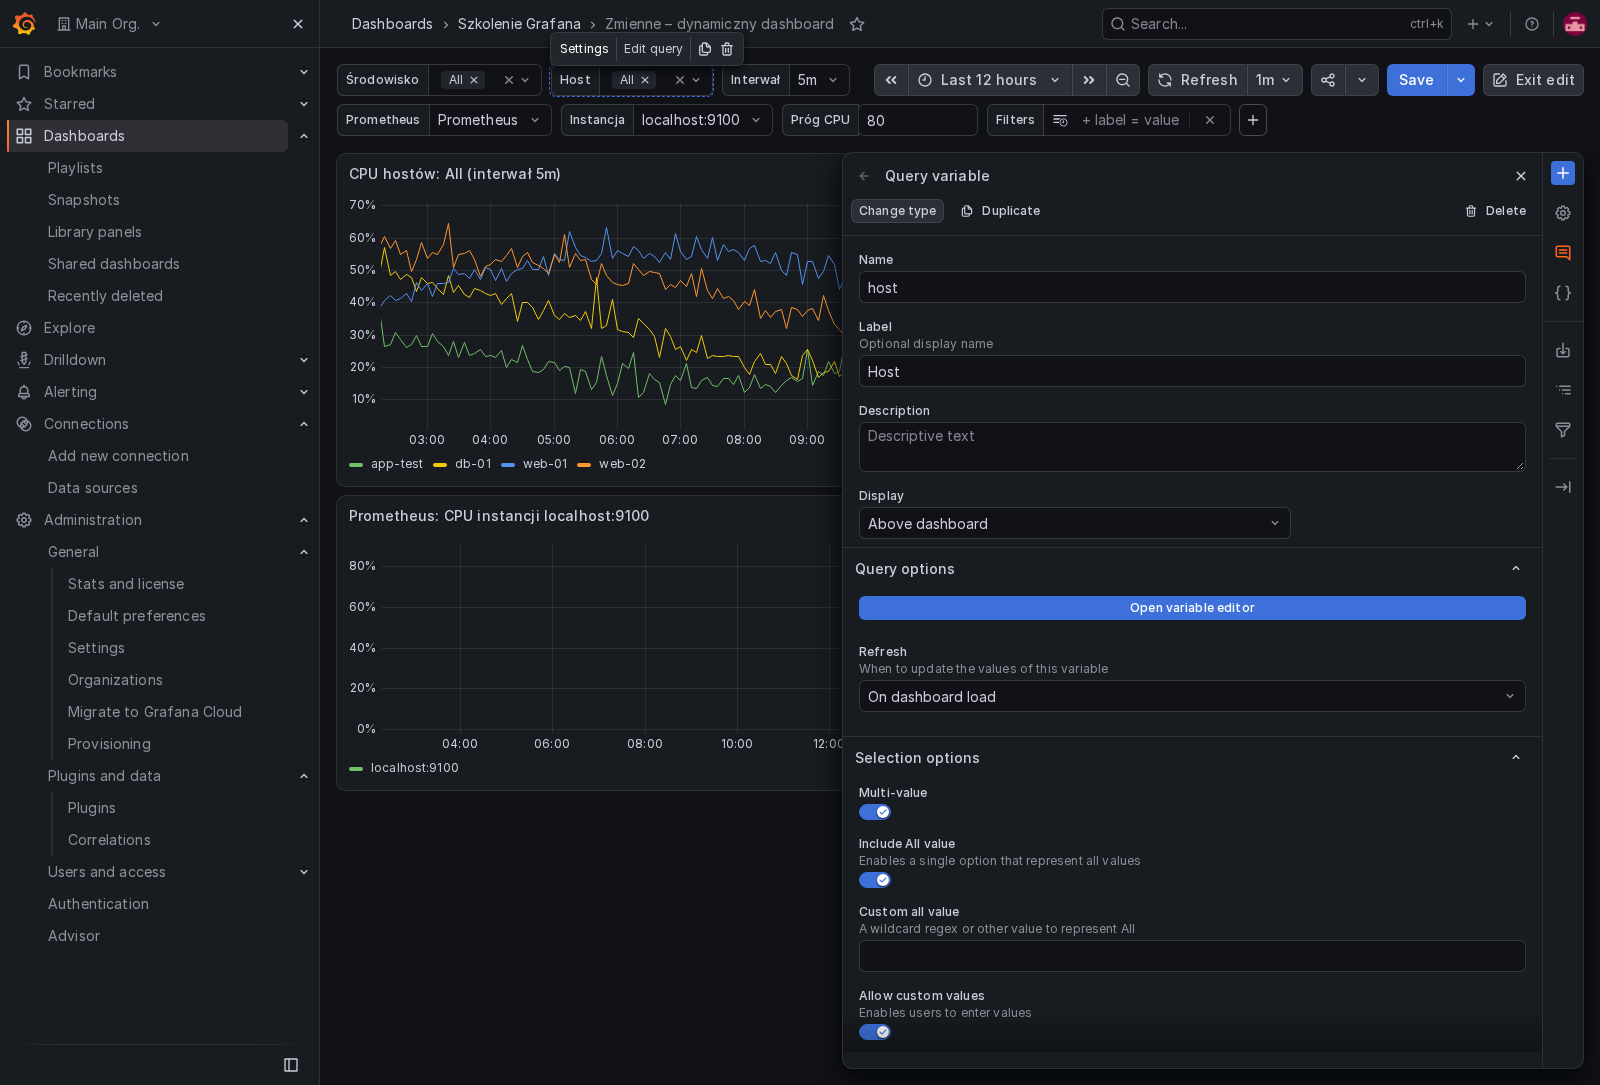 Main Org.
Dashboards
Szkolenie Grafana
Zmienne – dynamiczny dashboard
Search...
ctrl+k
Settings
Edit query
Bookmarks
Starred
Dashboards
Playlists
Snapshots
Library panels
Shared dashboards
Recently deleted
Explore
Drilldown
Alerting
Connections
Add new connection
Data sources
Administration
General
Stats and license
Default preferences
Settings
Organizations
Migrate to Grafana Cloud
Provisioning
Plugins and data
Plugins
Correlations
Users and access
Authentication
Advisor
Środowisko
All
Host
All
Interwał
5m
Last 12 hours
Refresh
1m
Save
Exit edit
Prometheus
Prometheus
Instancja
localhost:9100
Próg CPU
80
Filters
+ label = value
CPU hostów: All (interwał 5m)
70%
60%
50%
40%
30%
20%
10%
03:00
04:00
05:00
06:00
07:00
08:00
09:00
app-test
db-01
web-01
web-02
Prometheus: CPU instancji localhost:9100
80%
60%
40%
20%
0%
04:00
06:00
08:00
10:00
12:00
localhost:9100
Query variable
Change type
Duplicate
Delete
Name
host
Label
Optional display name
Host
Description
Descriptive text
Display
Above dashboard
Query options
Open variable editor
Refresh
When to update the values of this variable
On dashboard load
Selection options
Multi-value
Include All value
Enables a single option that represent all values
Custom all value
A wildcard regex or other value to represent All
Allow custom values
Enables users to enter values